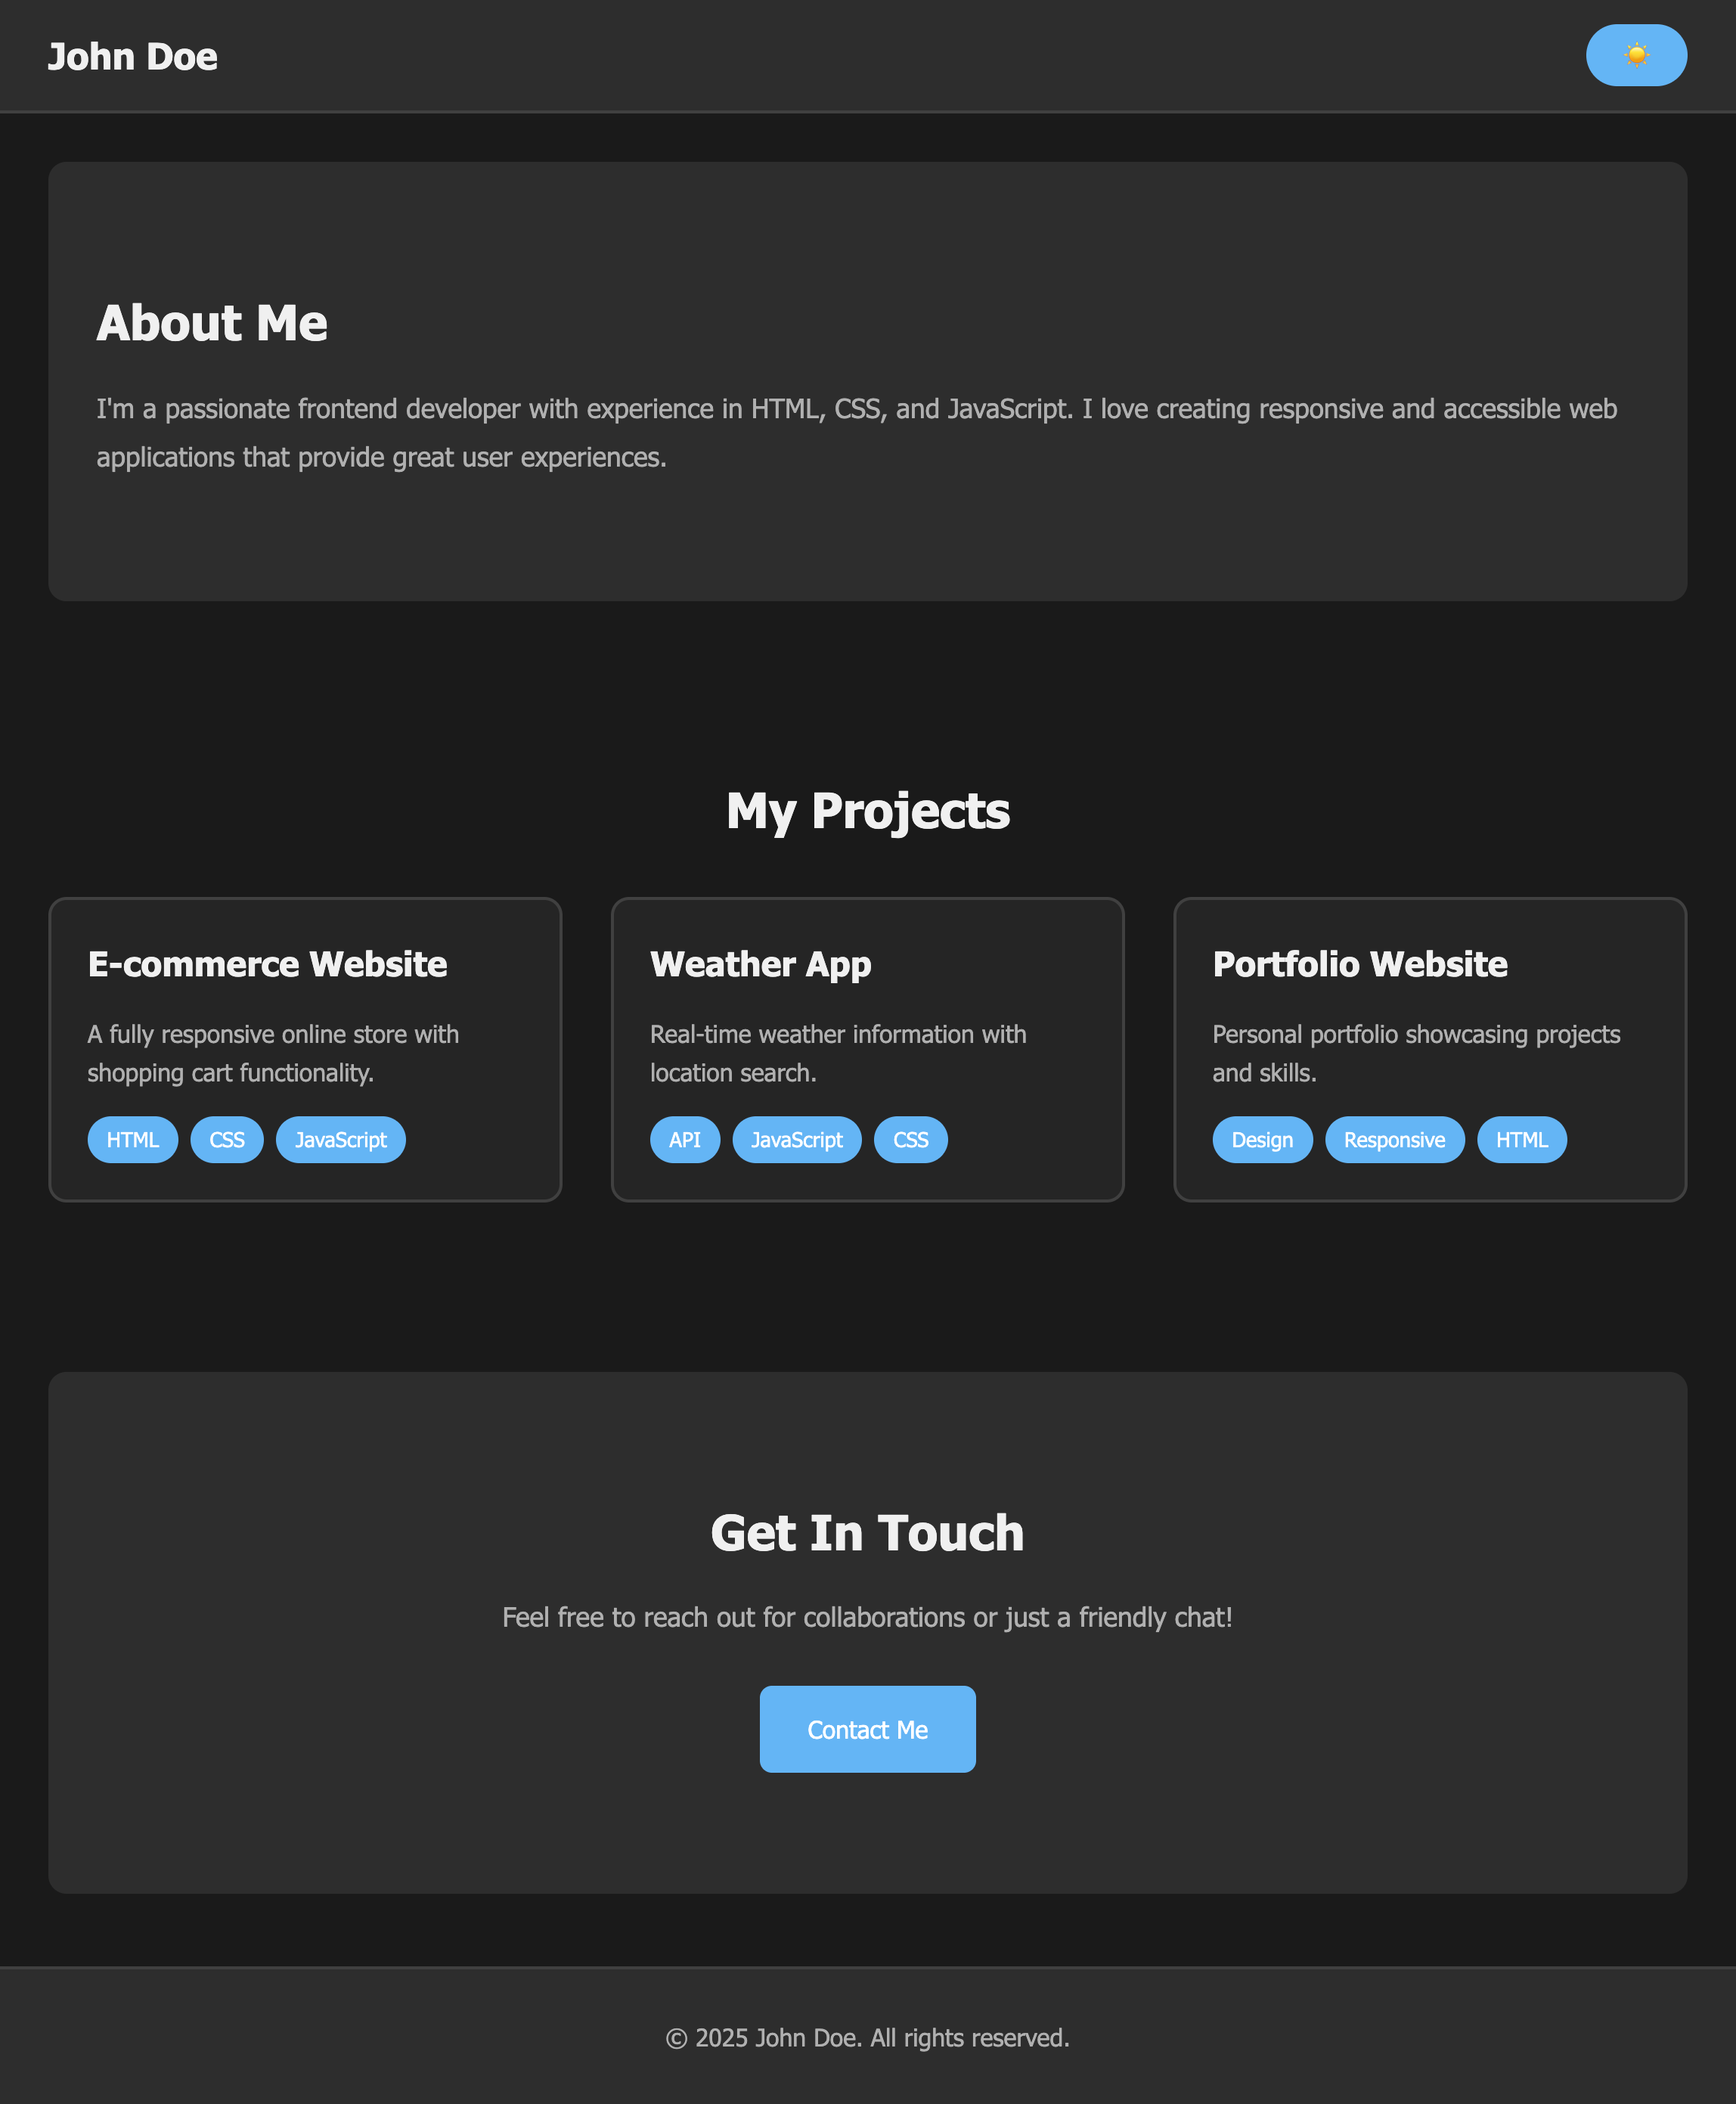 John Doe
About Me
I'm a passionate frontend developer with experience in HTML, CSS, and JavaScript. I love creating responsive and accessible web
applications that provide great user experiences.
My Projects
E-commerce Website
A fully responsive online store with
shopping cart functionality.
HTML CSS JavaScript
Weather App
Real-time weather information with
location search.
API JavaScript CSS
Portfolio Website
Personal portfolio showcasing projects
and skills.
Design Responsive HTML
Get In Touch
Feel free to reach out for collaborations or just a friendly chat!
Contact Me
© 2025 John Doe. All rights reserved.